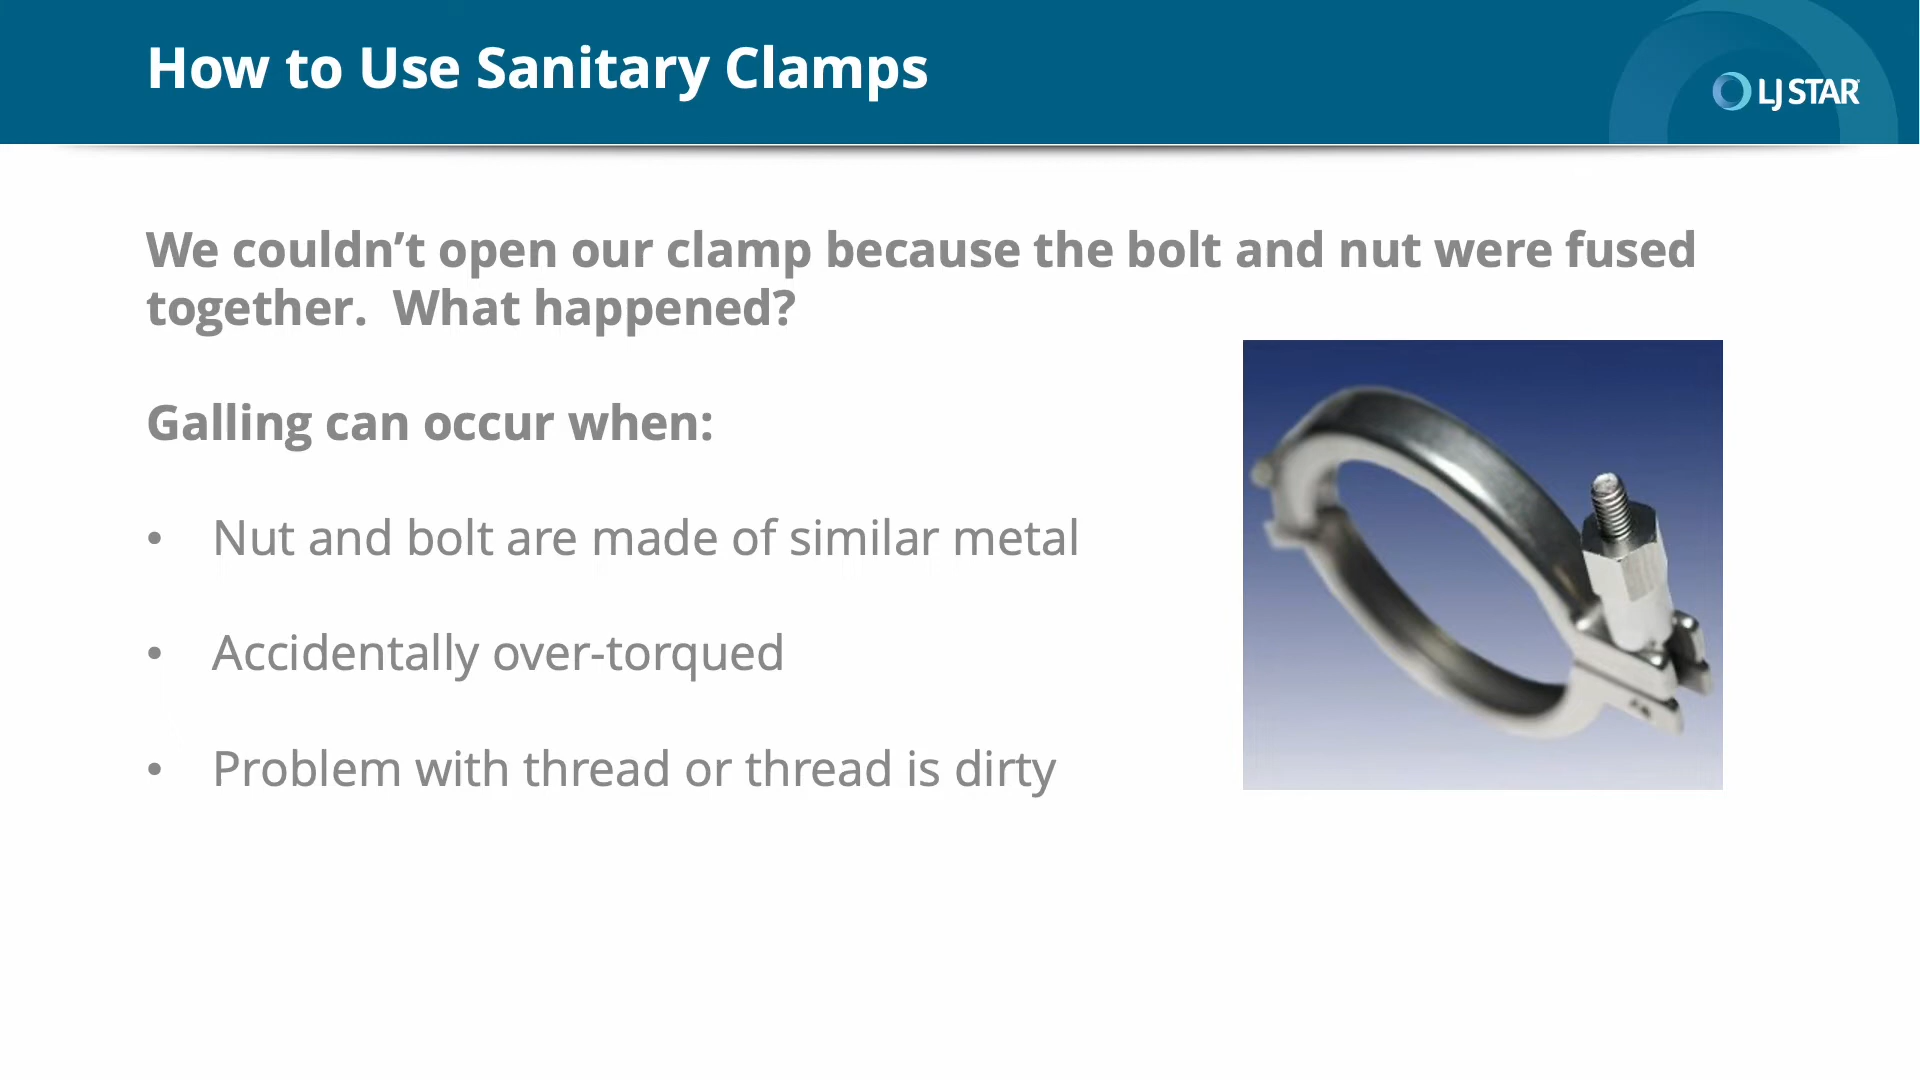 How to Use Sanitary Clamps
LJ STAR
We couldn’t open our clamp because the bolt and nut were fused
together.  What happened?
Galling can occur when:
• Nut and bolt are made of similar metal
• Accidentally over-torqued
• Problem with thread or thread is dirty